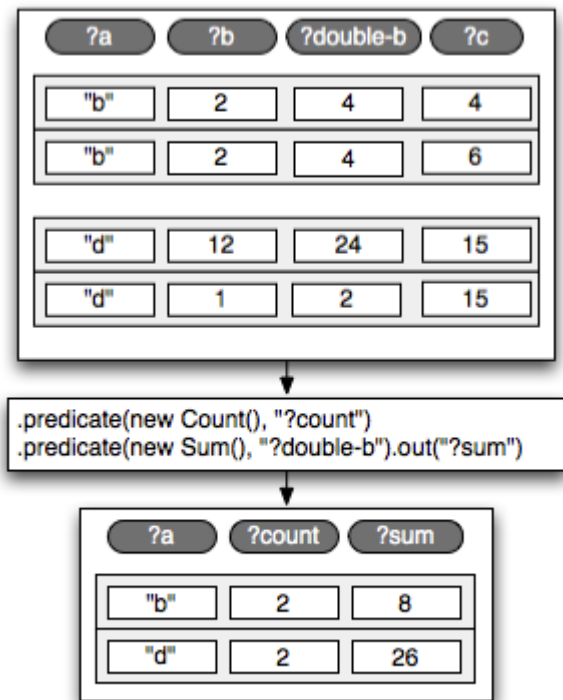 ?a ?b ?double-b ?c
"b" 2 4 4
"b" 2 4 6
"d" 12 24 15
"d" 1 2 15
.predicate(new Count(), "?count")
.predicate(new Sum(), "?double-b").out("?sum")
?a ?count ?sum
"b" 2 8
"d" 2 26